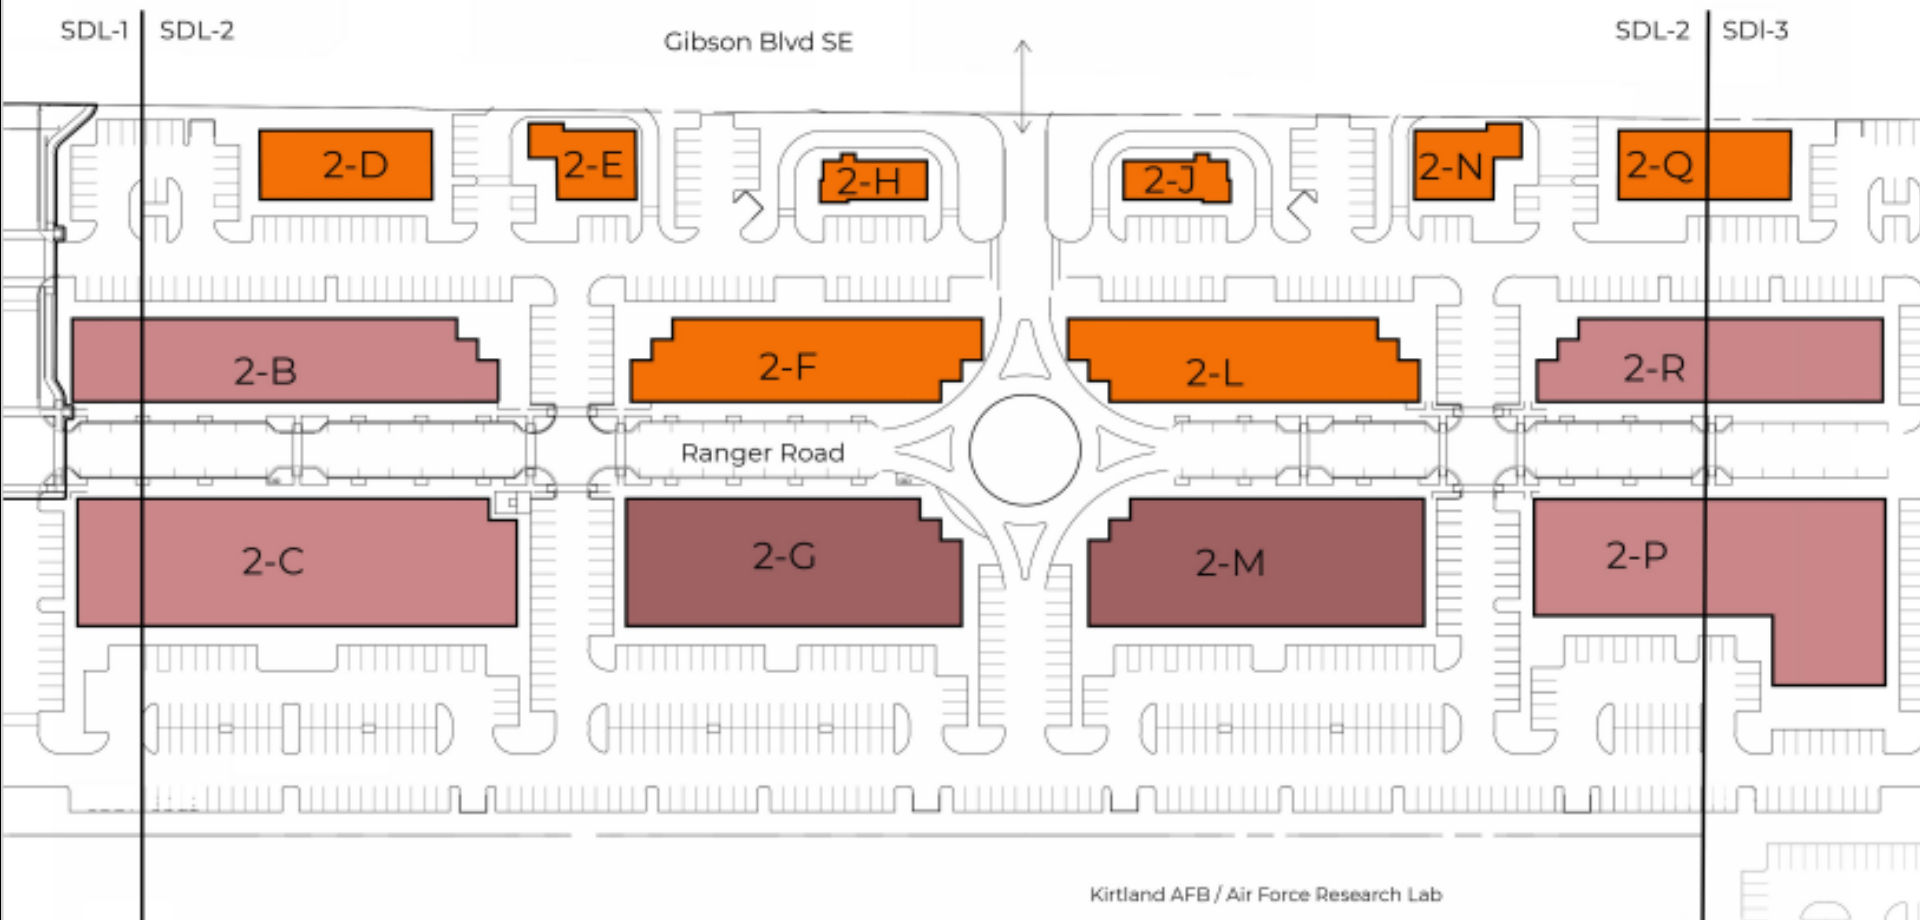 SDL-1 SDL-2
Gibson Blvd SE
SDL-2 SDl-3
2-D
2-E
2-H
2-J
2-N
2-Q
2-B
2-F
2-L
2-R
Ranger Road
2-C
2-G
2-M
2-P
Kirtland AFB / Air Force Research Lab